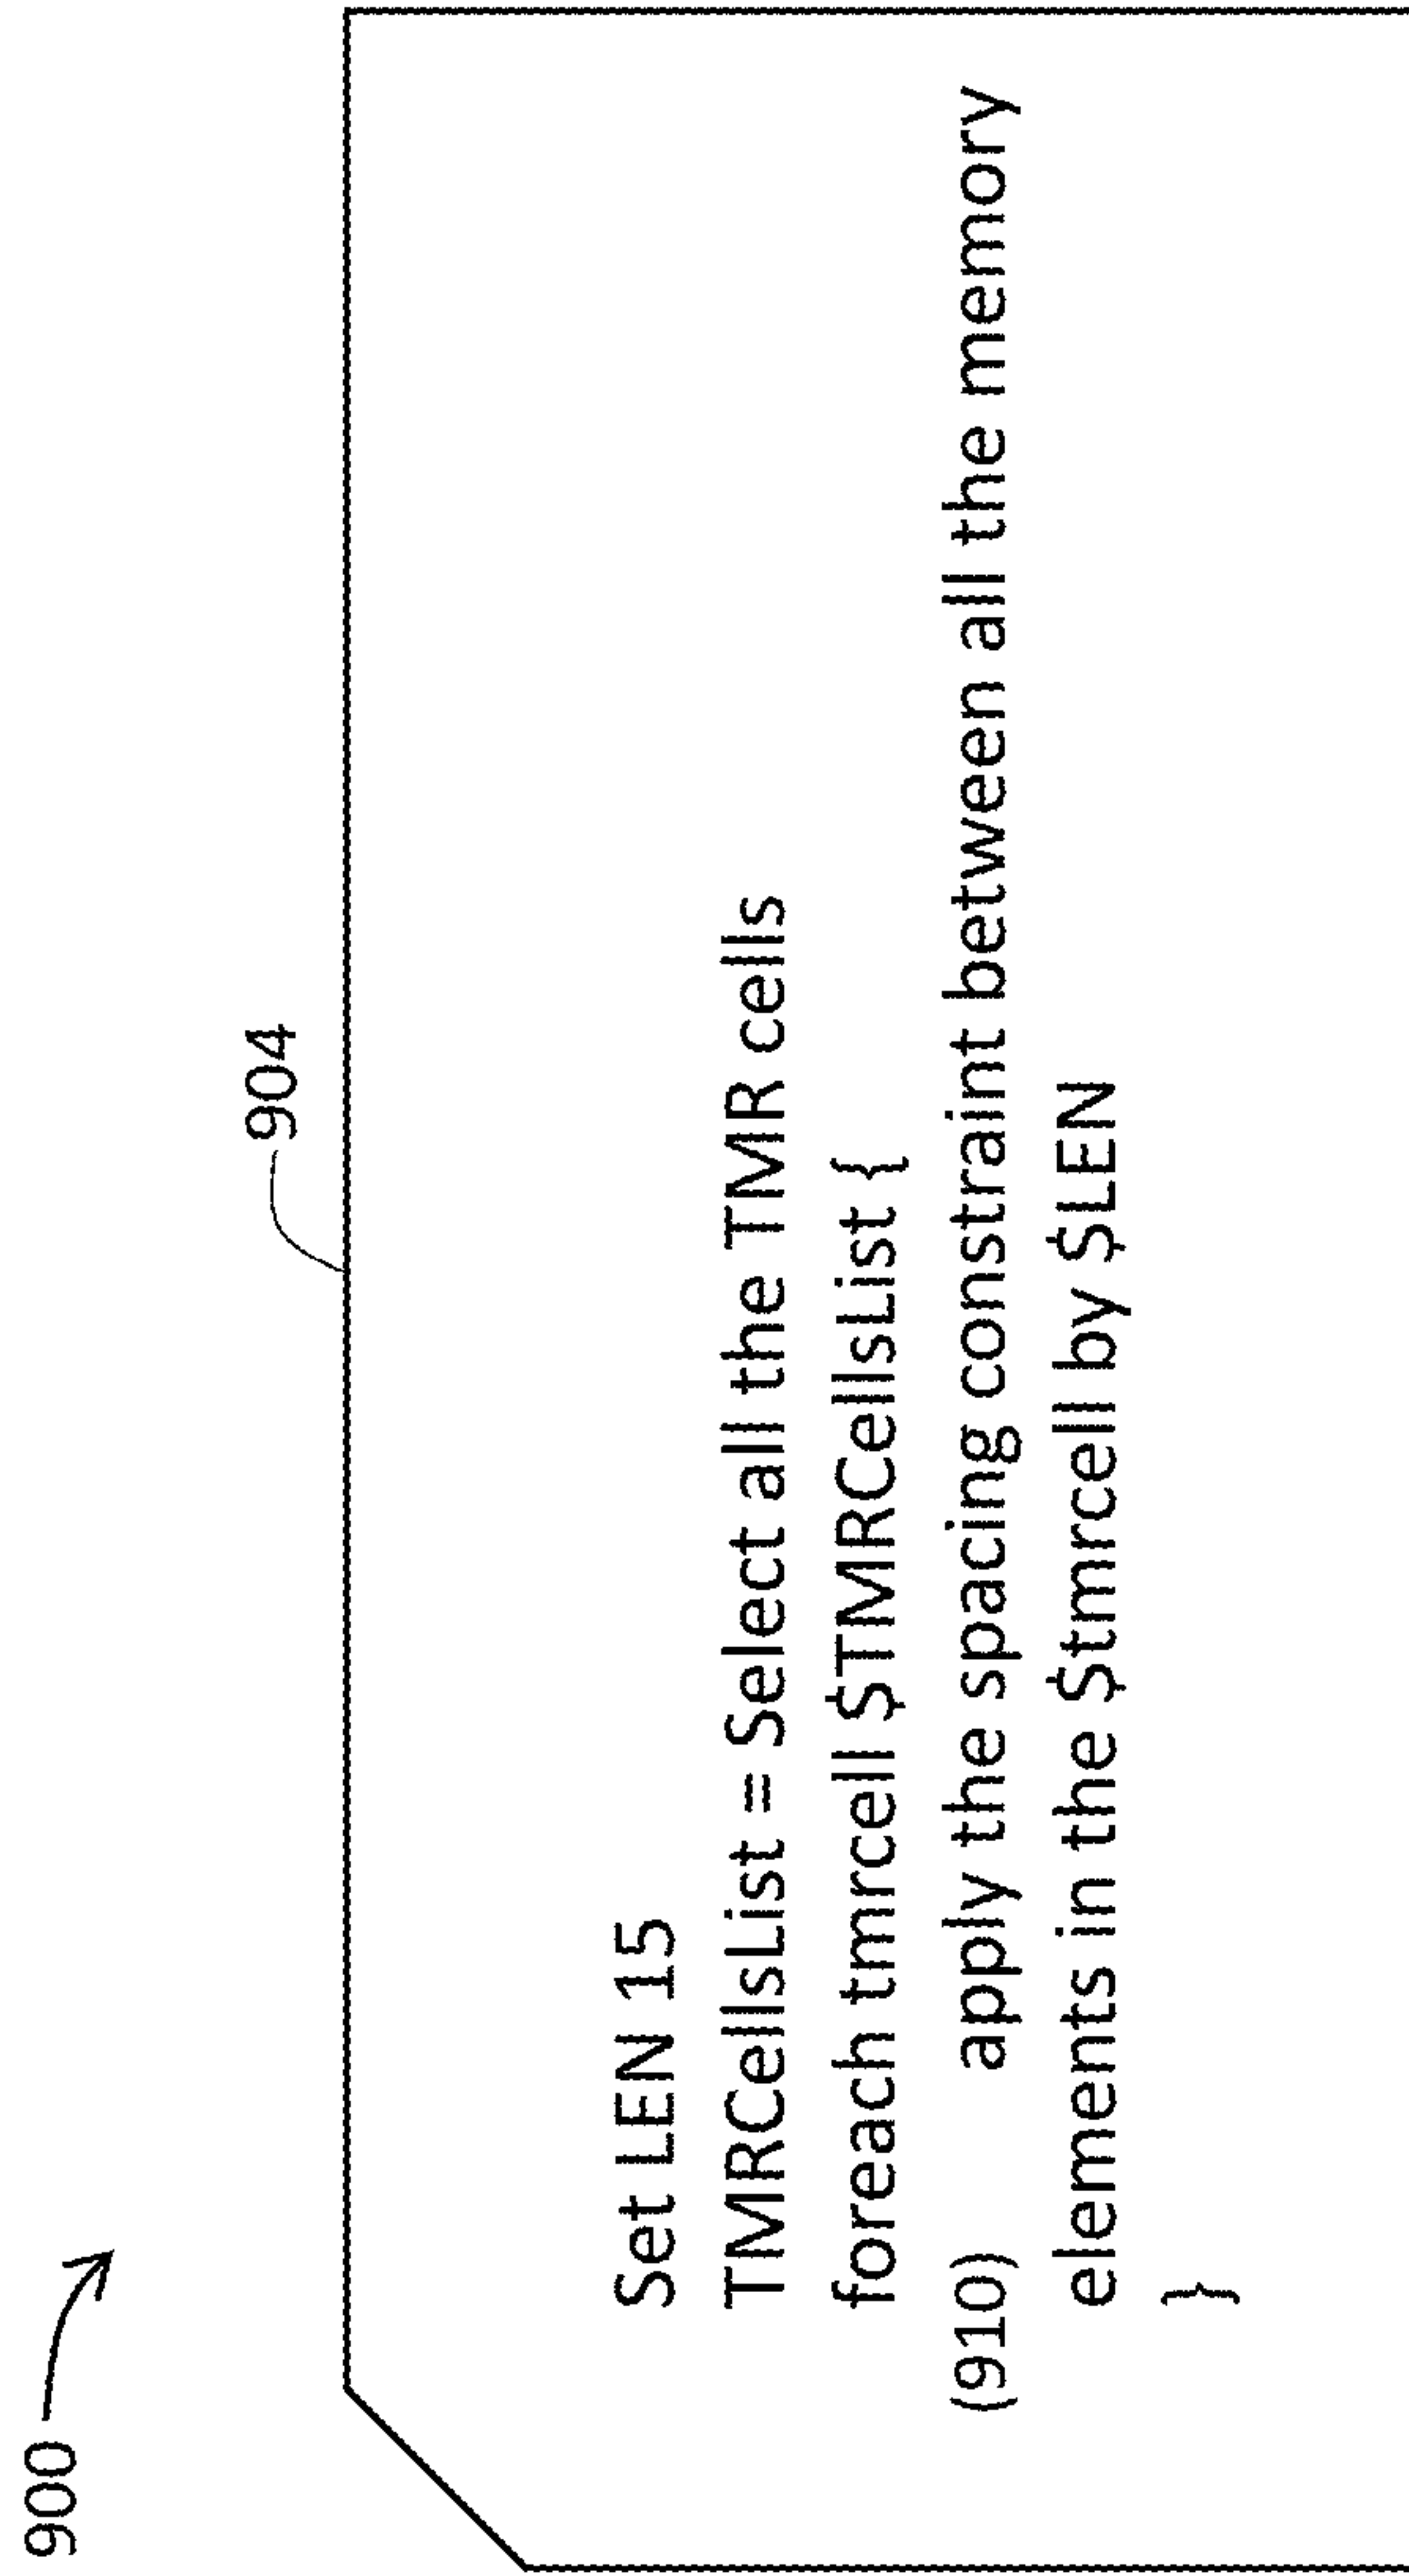 900
904
Set LEN 15
TMRCellsList = Select all the TMR cells
foreach tmrcell $TMRCellsList {
(910) apply the spacing constraint between all the memory
elements in the $tmrcell by $LEN
}